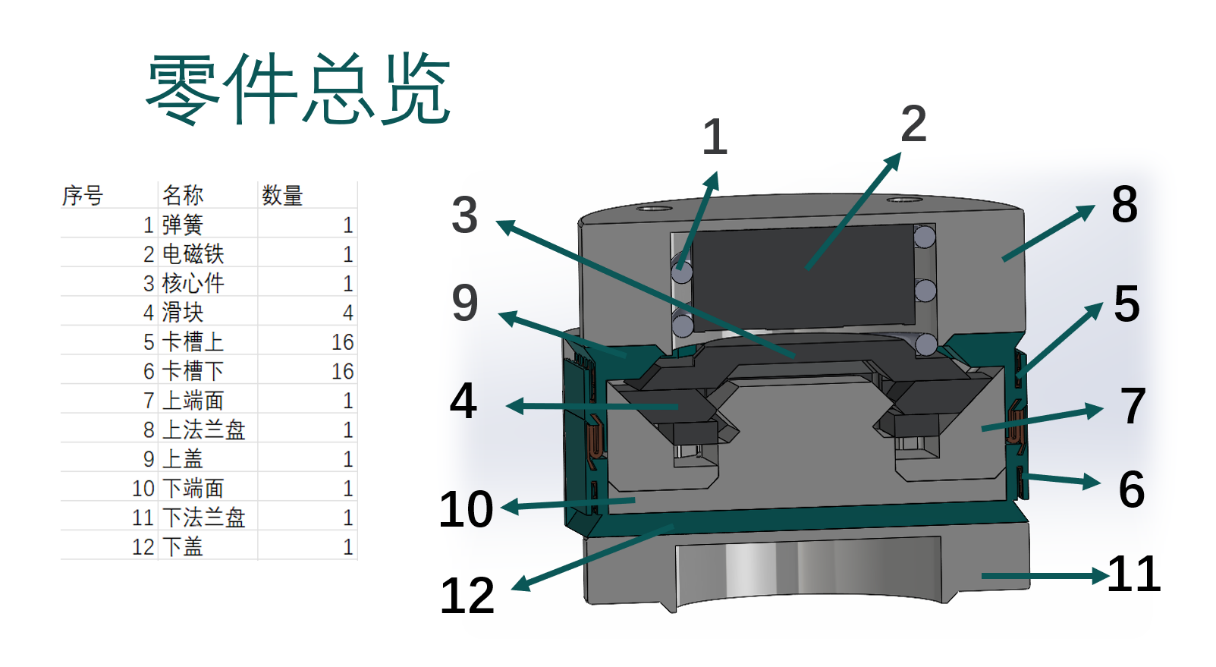 零件总览
序号 名称 数量
1 弹簧 1
2 电磁铁 1
3 核心件 1
4 滑块 4
5 卡槽上 16
6 卡槽下 16
7 上端面 1
8 上法兰盘 1
9 上盖 1
10 下端面 1
11 下法兰盘 1
12 下盖 1
1
2
3
8
9
5
4
7
6
10
11
12